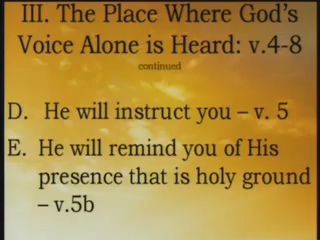 III. The Place Where God's
Voice Alone is Heard: v.4-8
continued
D. He will instruct you – v. 5
E. He will remind you of His
presence that is holy ground
– v.5b